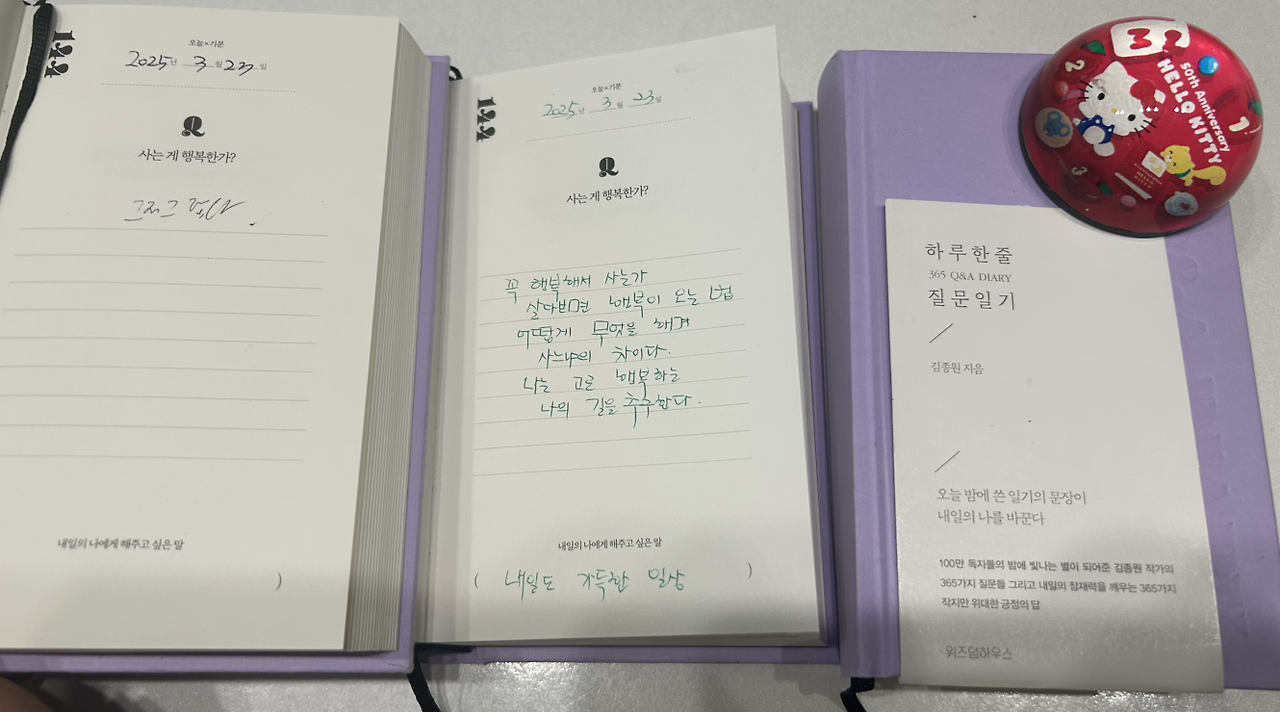 144
오늘×기분
2025년 3월 23일
Q
사는 게 행복한가?
그저 그렇다
내일의 나에게 해주고 싶은 말
)
144
오늘×기분
2025년 3월 23일
Q
사는 게 행복한가?
꼭 행복해서 사는가
살다보면 행복이 오는
어떻게 무엇을 하며
사느냐의 차이다.
나는 고로 행복하는
나의 길을 추구한다.
내일의 나에게 해주고 싶은 말
( 내일도 가득한 일상 )
하루 한 줄
365 Q&A DIARY
질문 일기
김종원 지음
오늘 밤에 쓴 일기의 문장이
내일의 나를 바꾼다
100만 독자들의 밤에 빛나는 별이 되어준 김종원 작가의
365가지 질문들 그리고 내일의 잠재력을 깨우는 365가지
작지만 위대한 긍정의 답
위즈덤하우스
50th Anniversary
HELLO KITTY
2
1
3